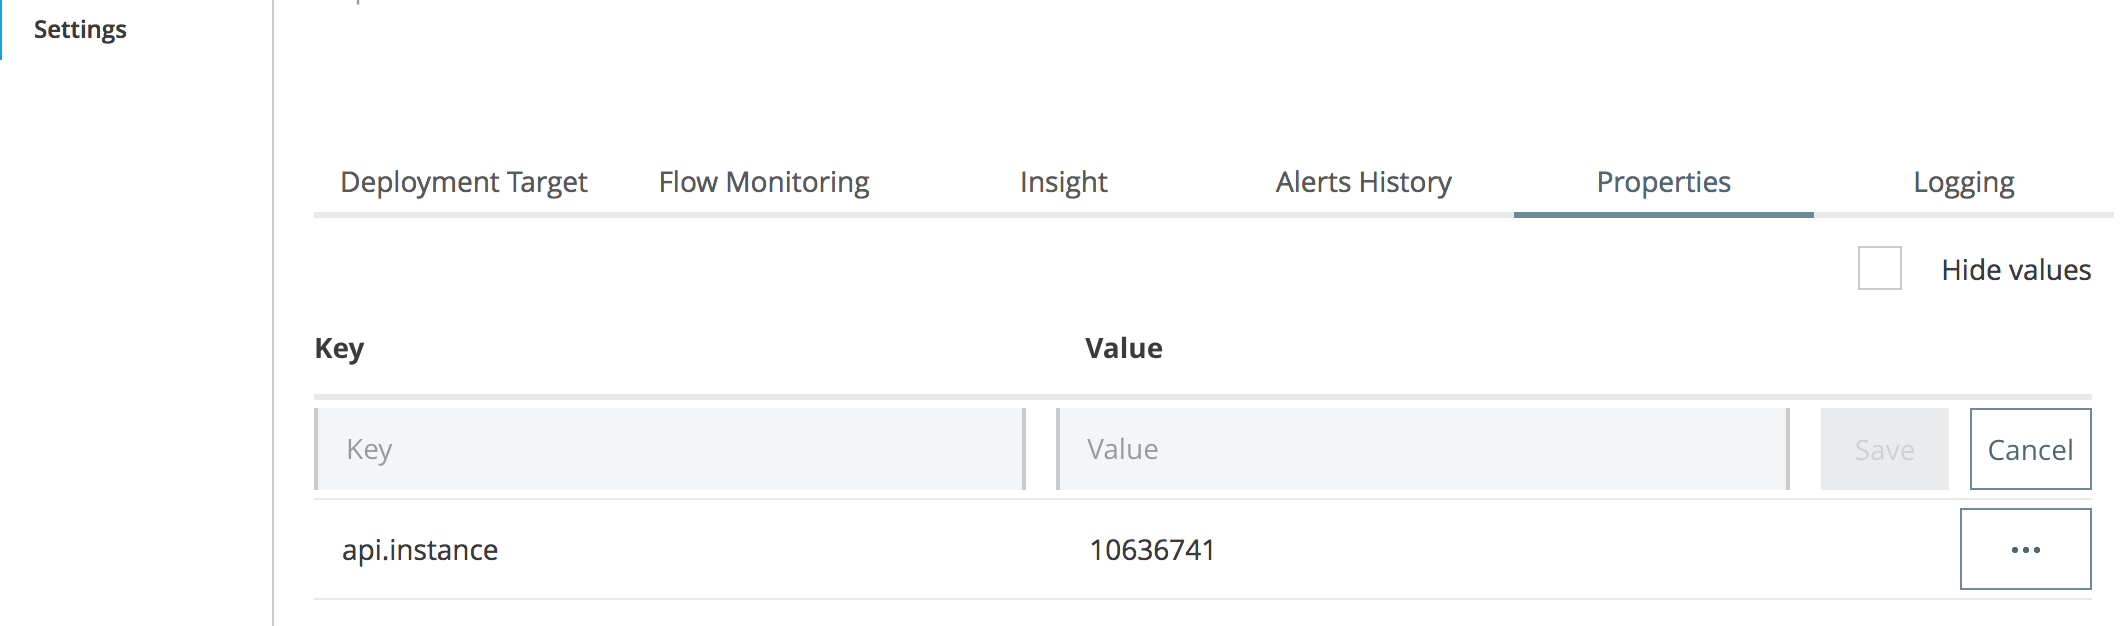 Settings
Deployment Target Flow Monitoring Insight Alerts History Properties Logging
Hide values
Key Value
Key Value Save Cancel
api.instance 10636741 ...